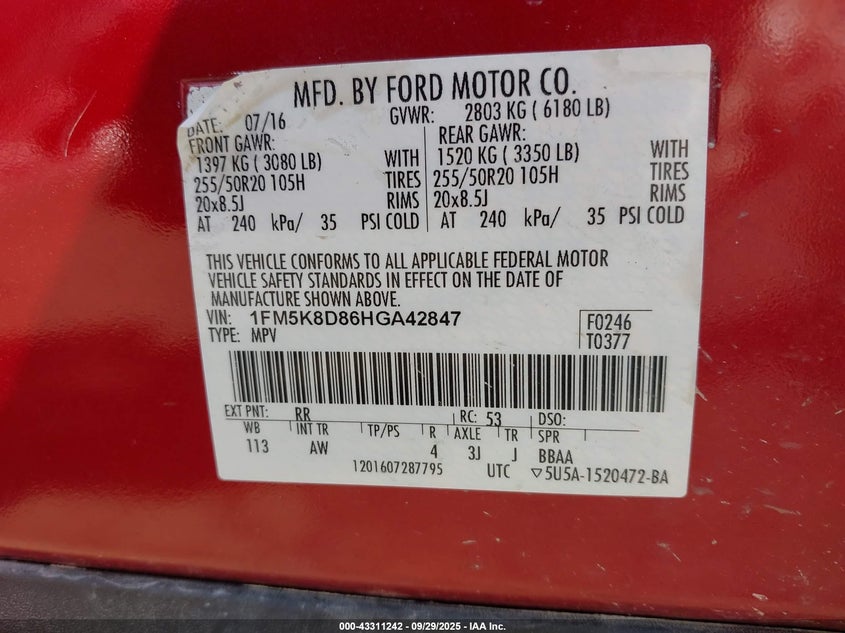 MFD. BY FORD MOTOR CO.
DATE: 07/16 GVWR: 2803 KG ( 6180 LB)
FRONT GAWR: REAR GAWR:
1397 KG ( 3080 LB) WITH 1520 KG ( 3350 LB) WITH
255/50R20 105H TIRES 255/50R20 105H TIRES
20x8.5J RIMS 20x8.5J RIMS
AT 240 kPa/ 35 PSI COLD AT 240 kPa/ 35 PSI COLD
THIS VEHICLE CONFORMS TO ALL APPLICABLE FEDERAL MOTOR
VEHICLE SAFETY STANDARDS IN EFFECT ON THE DATE OF
MANUFACTURE SHOWN ABOVE.
VIN: 1FM5K8D86HGA42847 F0246
TYPE: MPV T0377
EXT PNT: RR RC: 53 DSO:
WB INT TR TP/PS R AXLE TR SPR
113 AW 4 3J J BBAA
1201607287795 UTC ▽5U5A-1520472-BA
000-43311242 / 09/29/2025 - IAA Inc.